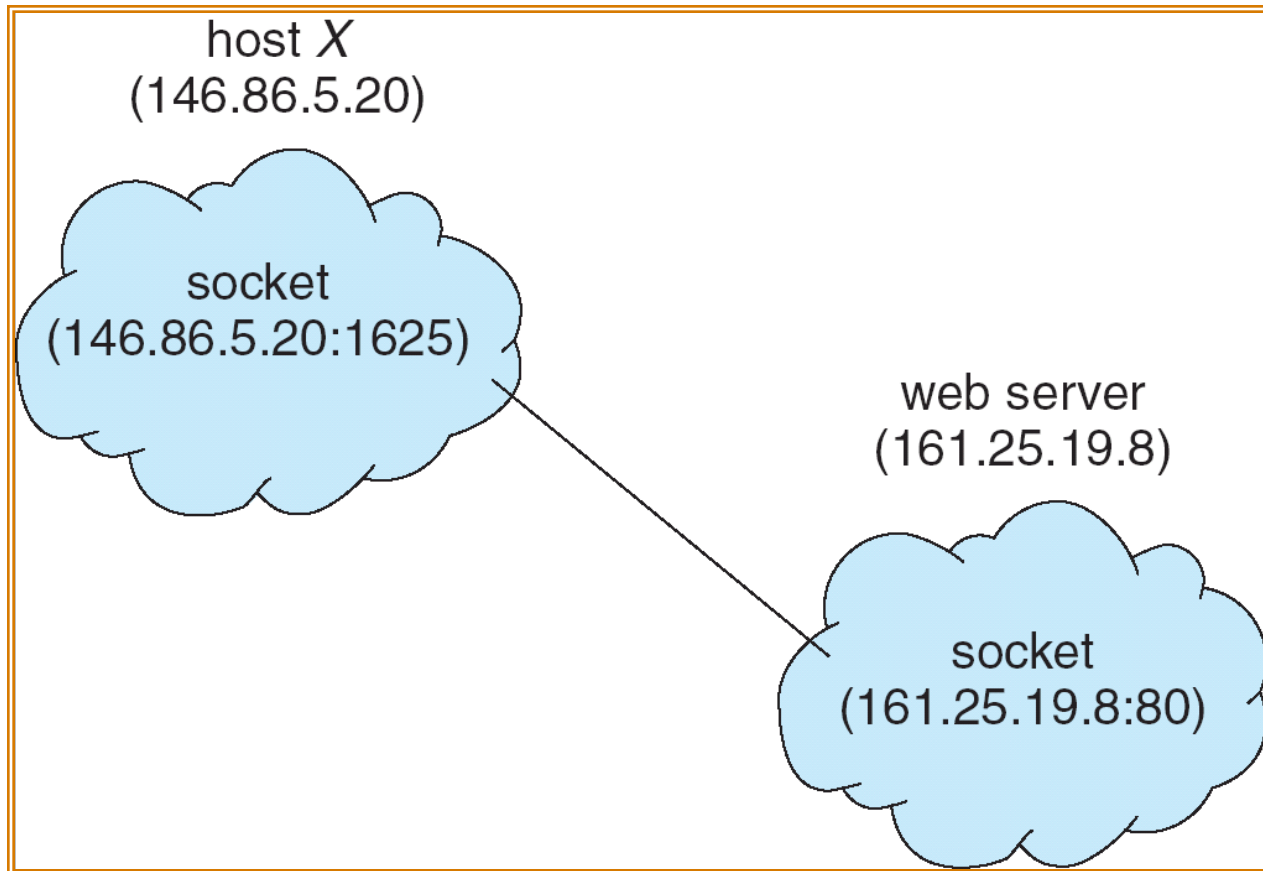 host X
(146.86.5.20)
socket
(146.86.5.20:1625)
web server
(161.25.19.8)
socket
(161.25.19.8:80)